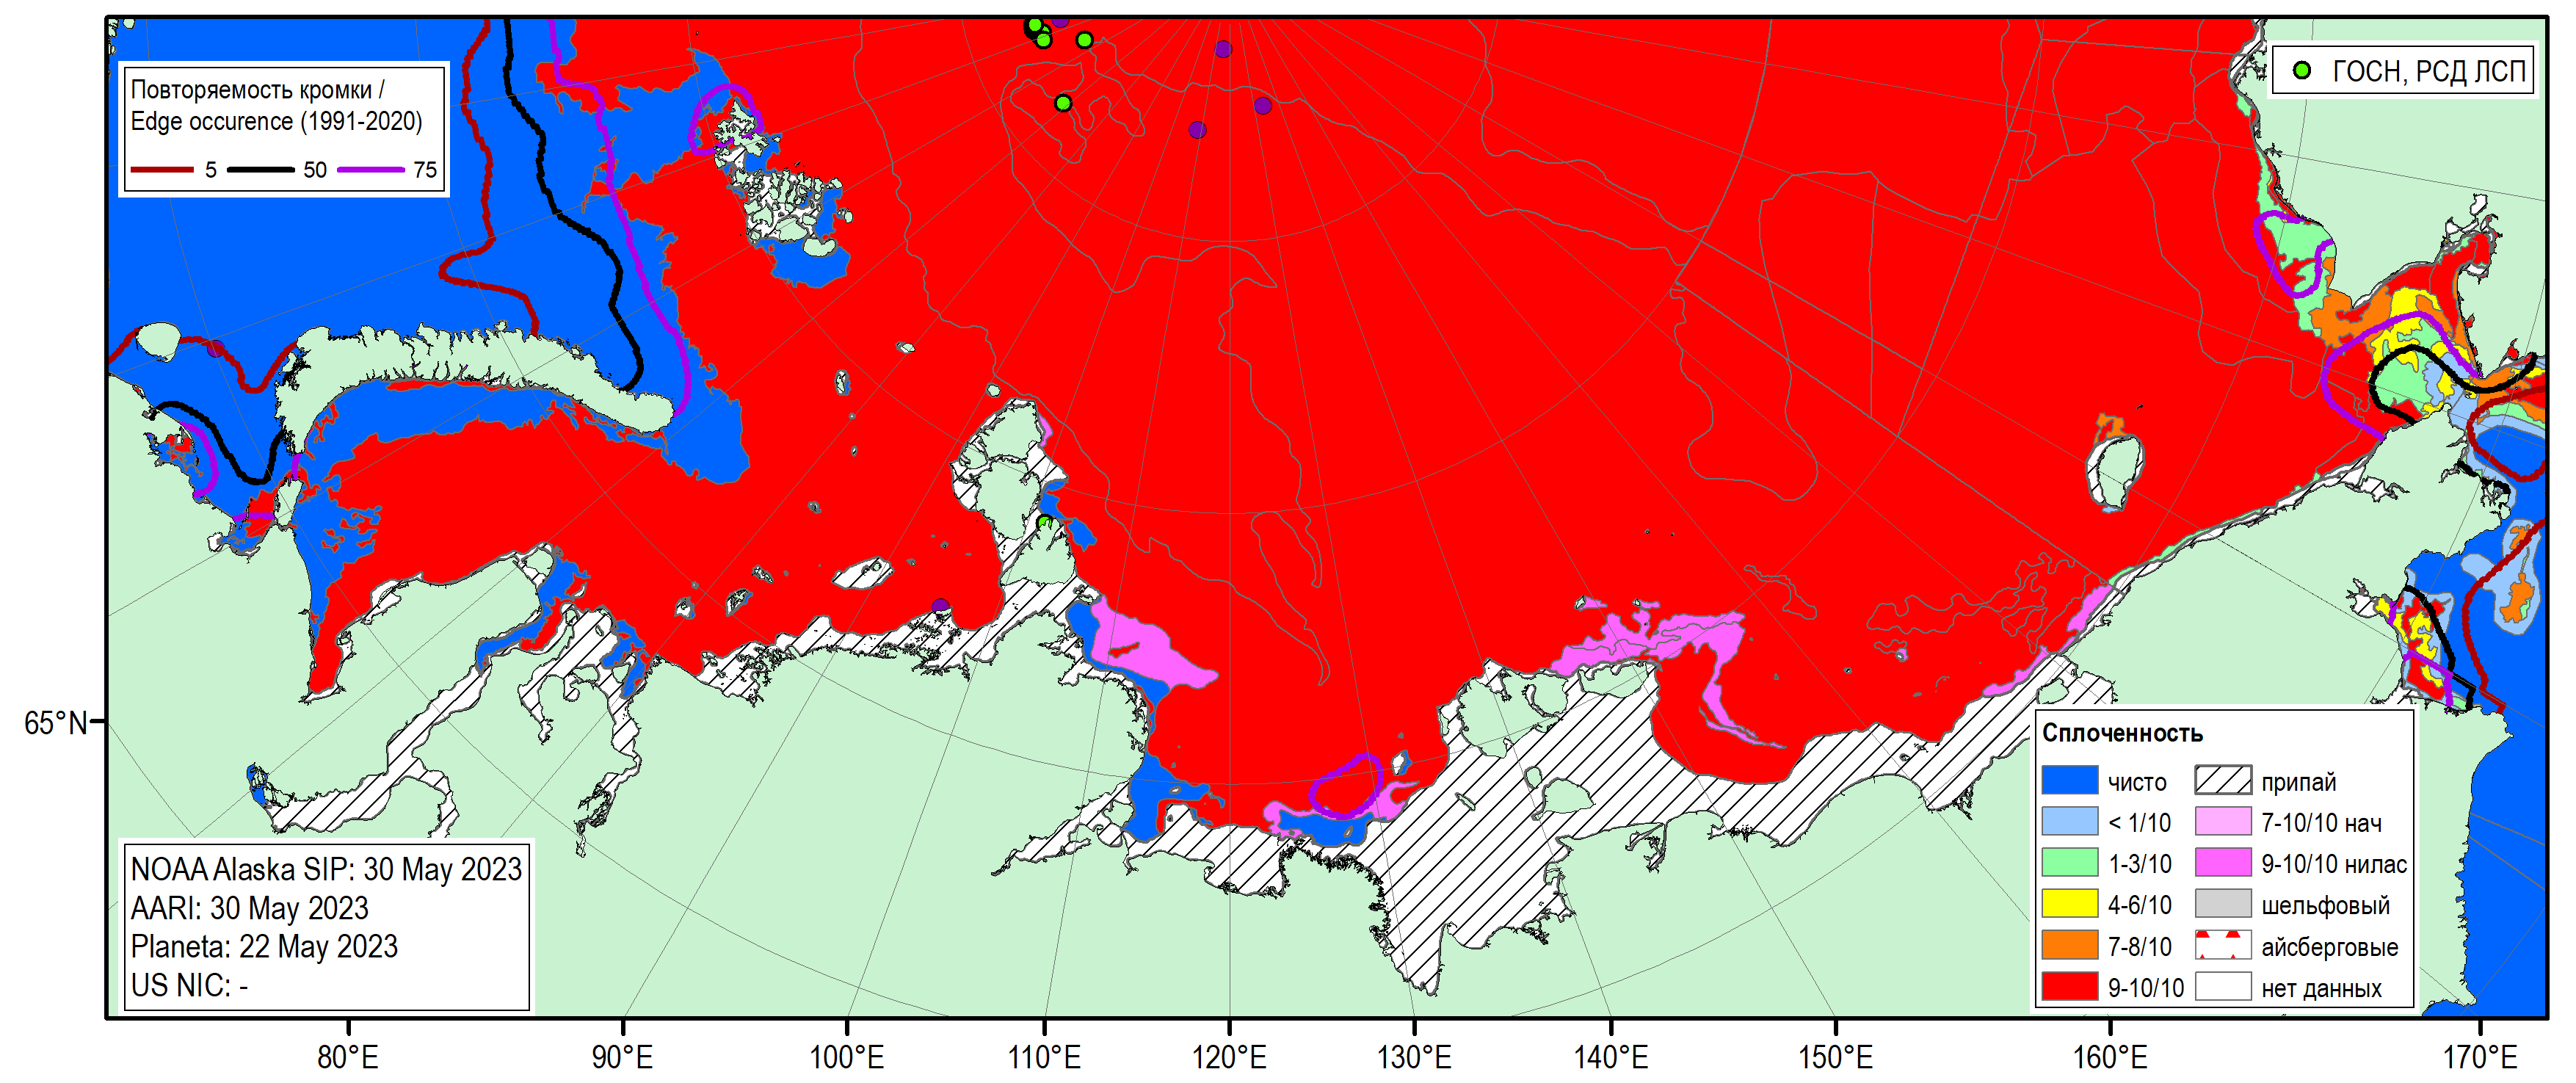 Повторяемость кромки /
Edge occurence (1991-2020)
5 50 75
ГОСН, РСД ЛСП
65°N
Сплоченность
чисто припай
< 1/10 7-10/10 нач
1-3/10 9-10/10 нилас
4-6/10 шельфовый
7-8/10 айсберговые
9-10/10 нет данных
NOAA Alaska SIP: 30 May 2023
AARI: 30 May 2023
Planeta: 22 May 2023
US NIC: -
80°E 90°E 100°E 110°E 120°E 130°E 140°E 150°E 160°E 170°E